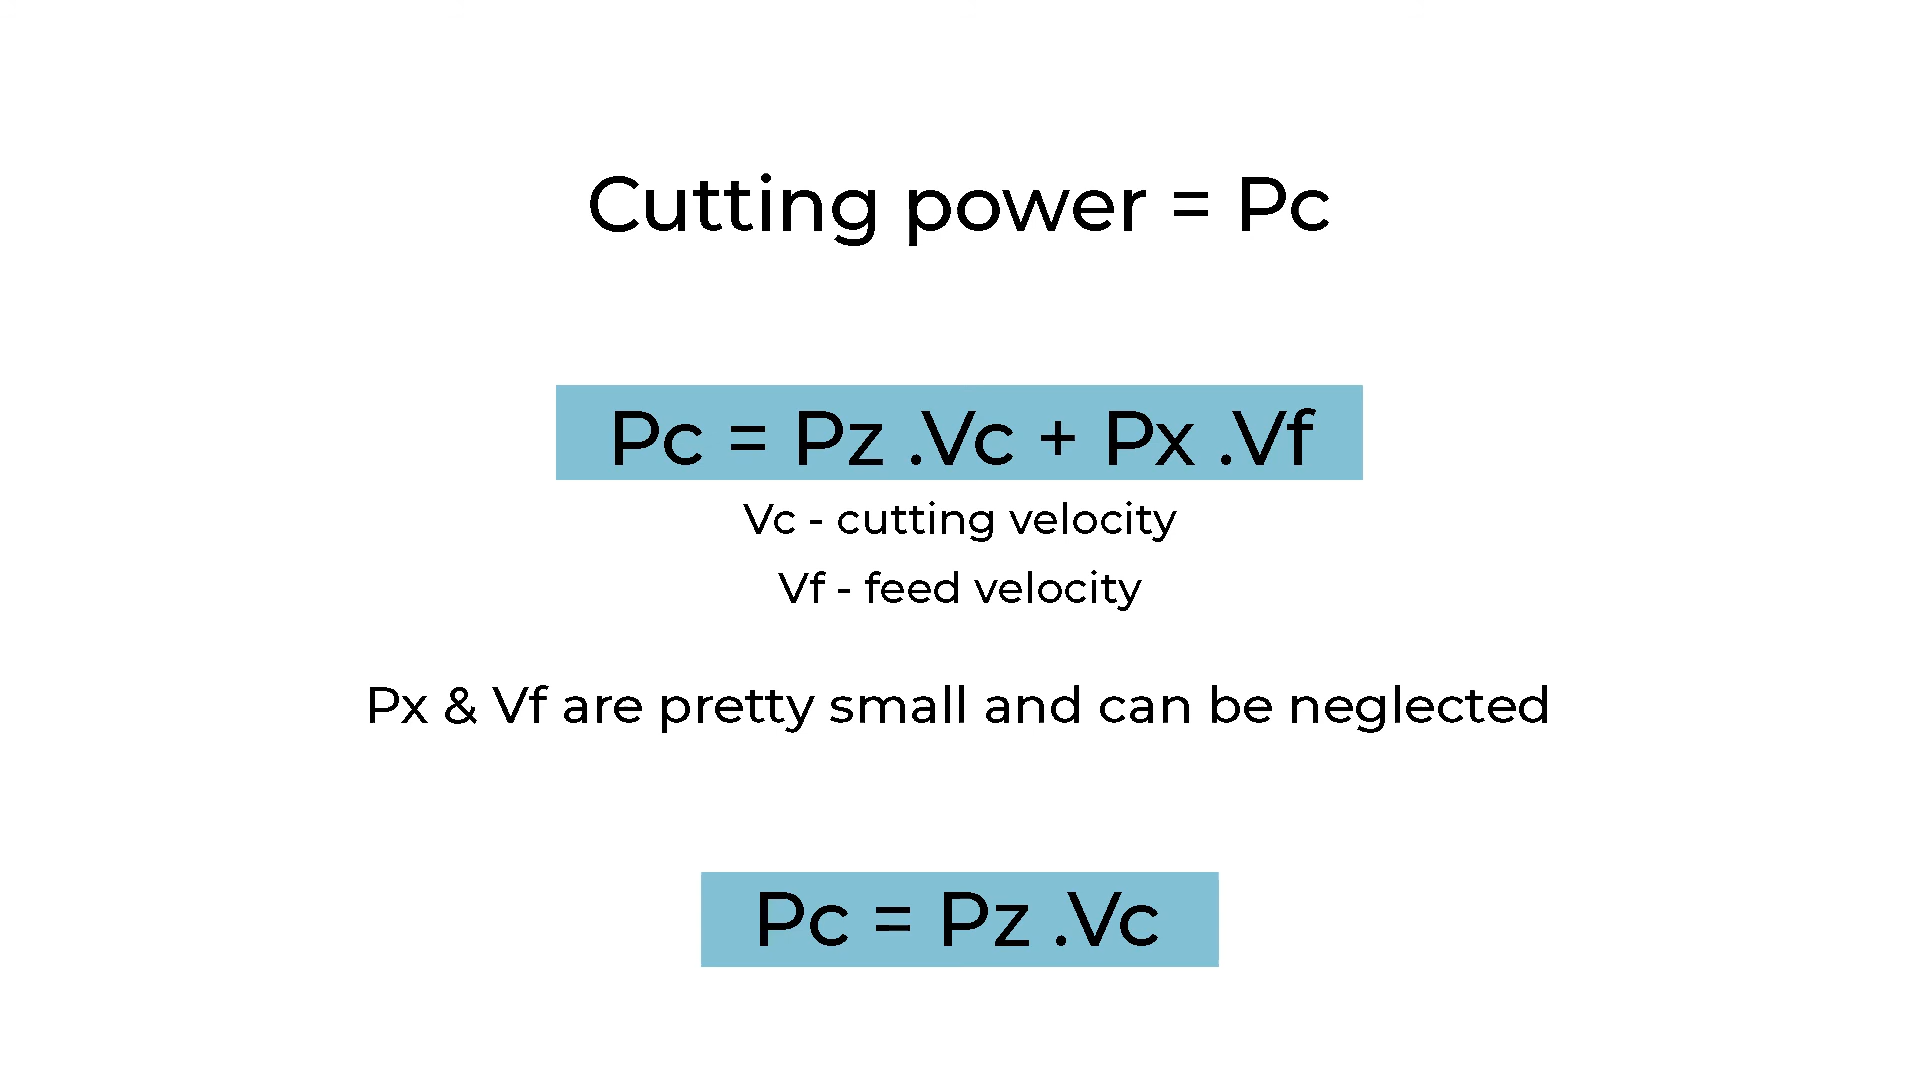 Cutting power = Pc
Pc = Pz .Vc + Px .Vf
Vc - cutting velocity
Vf - feed velocity
Px & Vf are pretty small and can be neglected
Pc = Pz .Vc